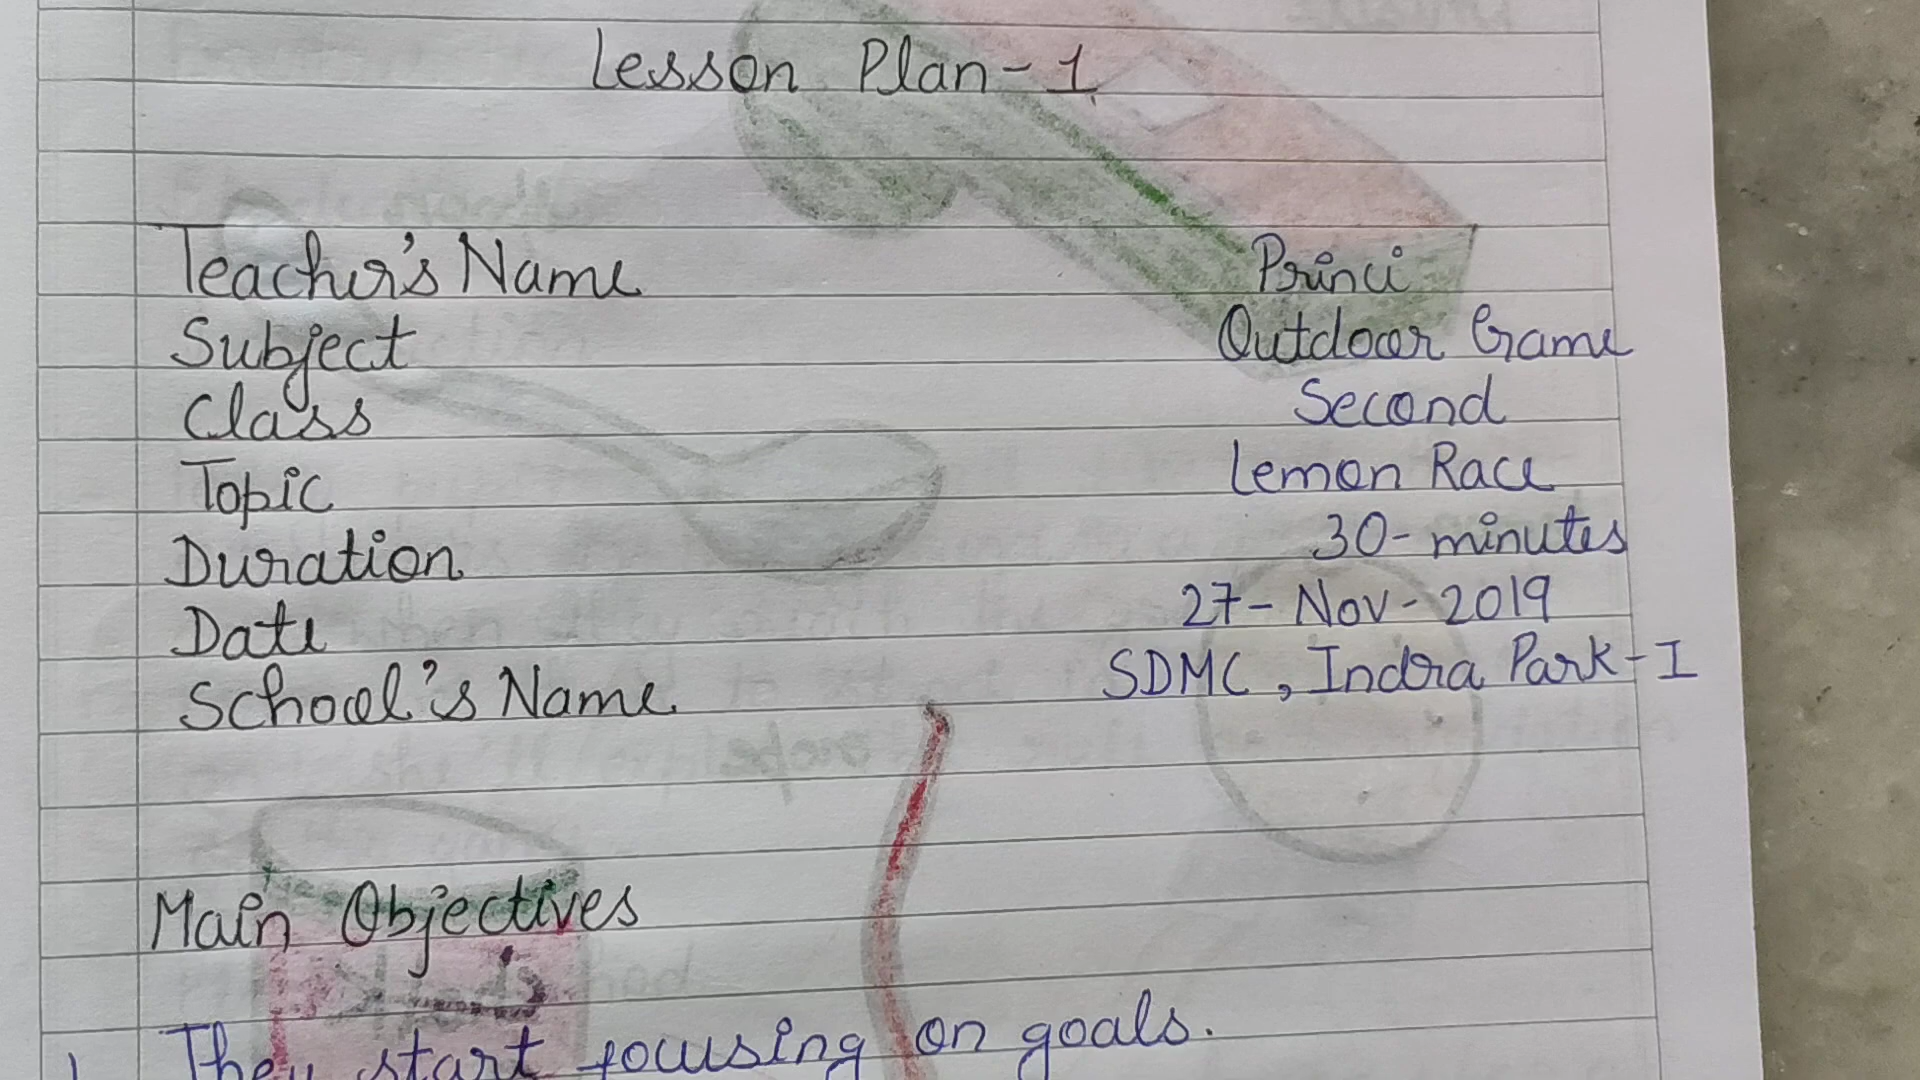 Lesson Plan-1
Teacher's Name Princi
Subject Outdoor Game
Class Second
Topic Lemon Race
Duration 30-minutes
Date 27-Nov-2019
School's Name SDMC, Indra Park-I
Main Objectives
1. They start focusing on goals.